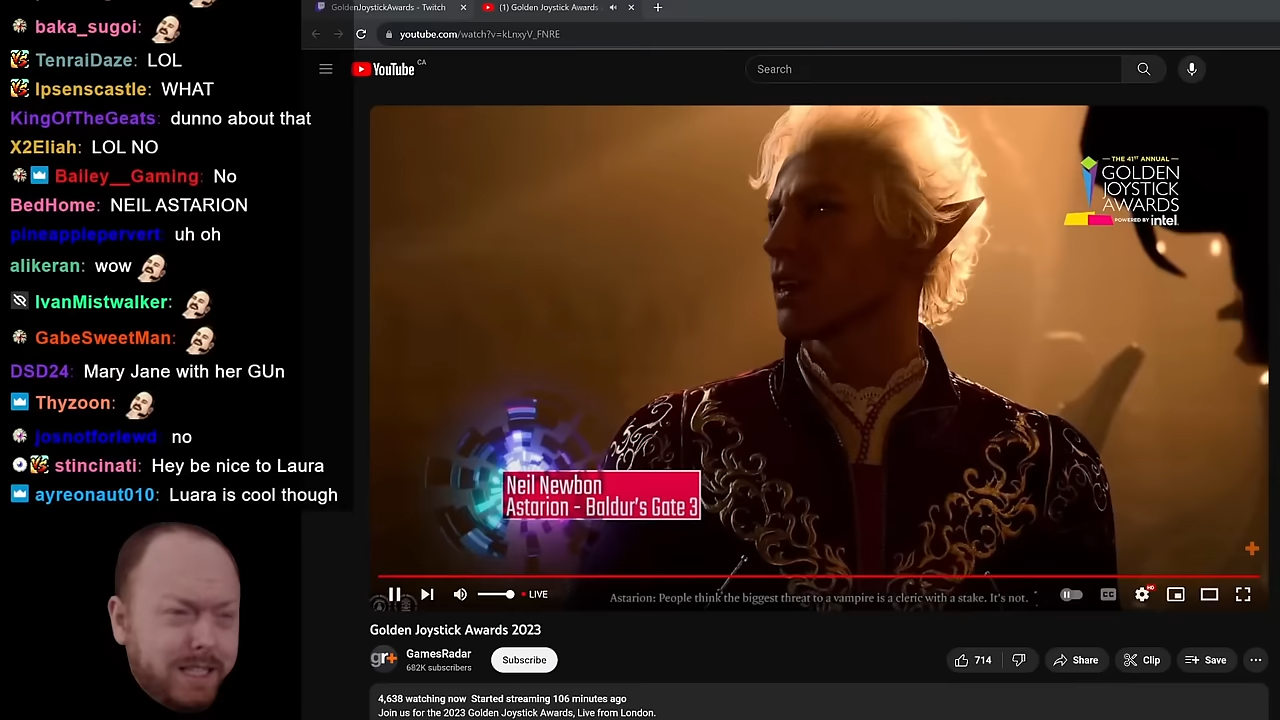 baka_sugoi:
TenraiDaze: LOL
Ipsenscastle: WHAT
KingOfTheGeats: dunno about that
X2Eliah: LOL NO
Bailey__Gaming: No
BedHome: NEIL ASTARION
pineapplepervert: uh oh
alikeran: wow
IvanMistwalker:
GabeSweetMan:
DSD24: Mary Jane with her GUn
Thyzoon:
josnotforlewd no
stincinati: Hey be nice to Laura
ayreonaut010: Luara is cool though
GoldenJoystickAwards - Twitch
(1) Golden Joystick Awards
youtube.com/watch?v=kLnxyV_FNRE
YouTube CA
Search
THE 41ST ANNUAL
GOLDEN
JOYSTICK
AWARDS
POWERED BY intel.
Neil Newbon
Astarion - Baldur's Gate 3
LIVE
Astarion: People think the biggest threat to a vampire is a cleric with a stake. It's not.
CC
HD
Golden Joystick Awards 2023
gr+
GamesRadar
682K subscribers
Subscribe
714
Share
Clip
Save
4,638 watching now Started streaming 106 minutes ago
Join us for the 2023 Golden Joystick Awards, Live from London.